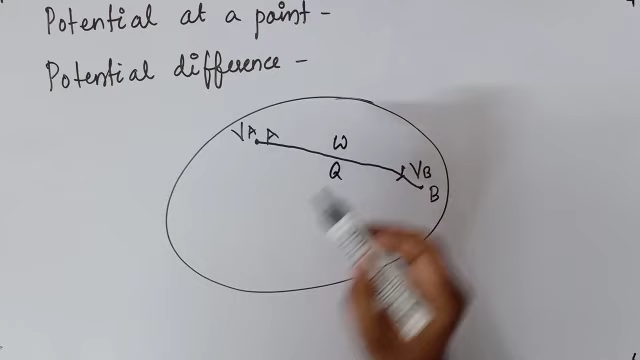 Potential at a point -
Potential difference -
VA A
W
Q
VB
B